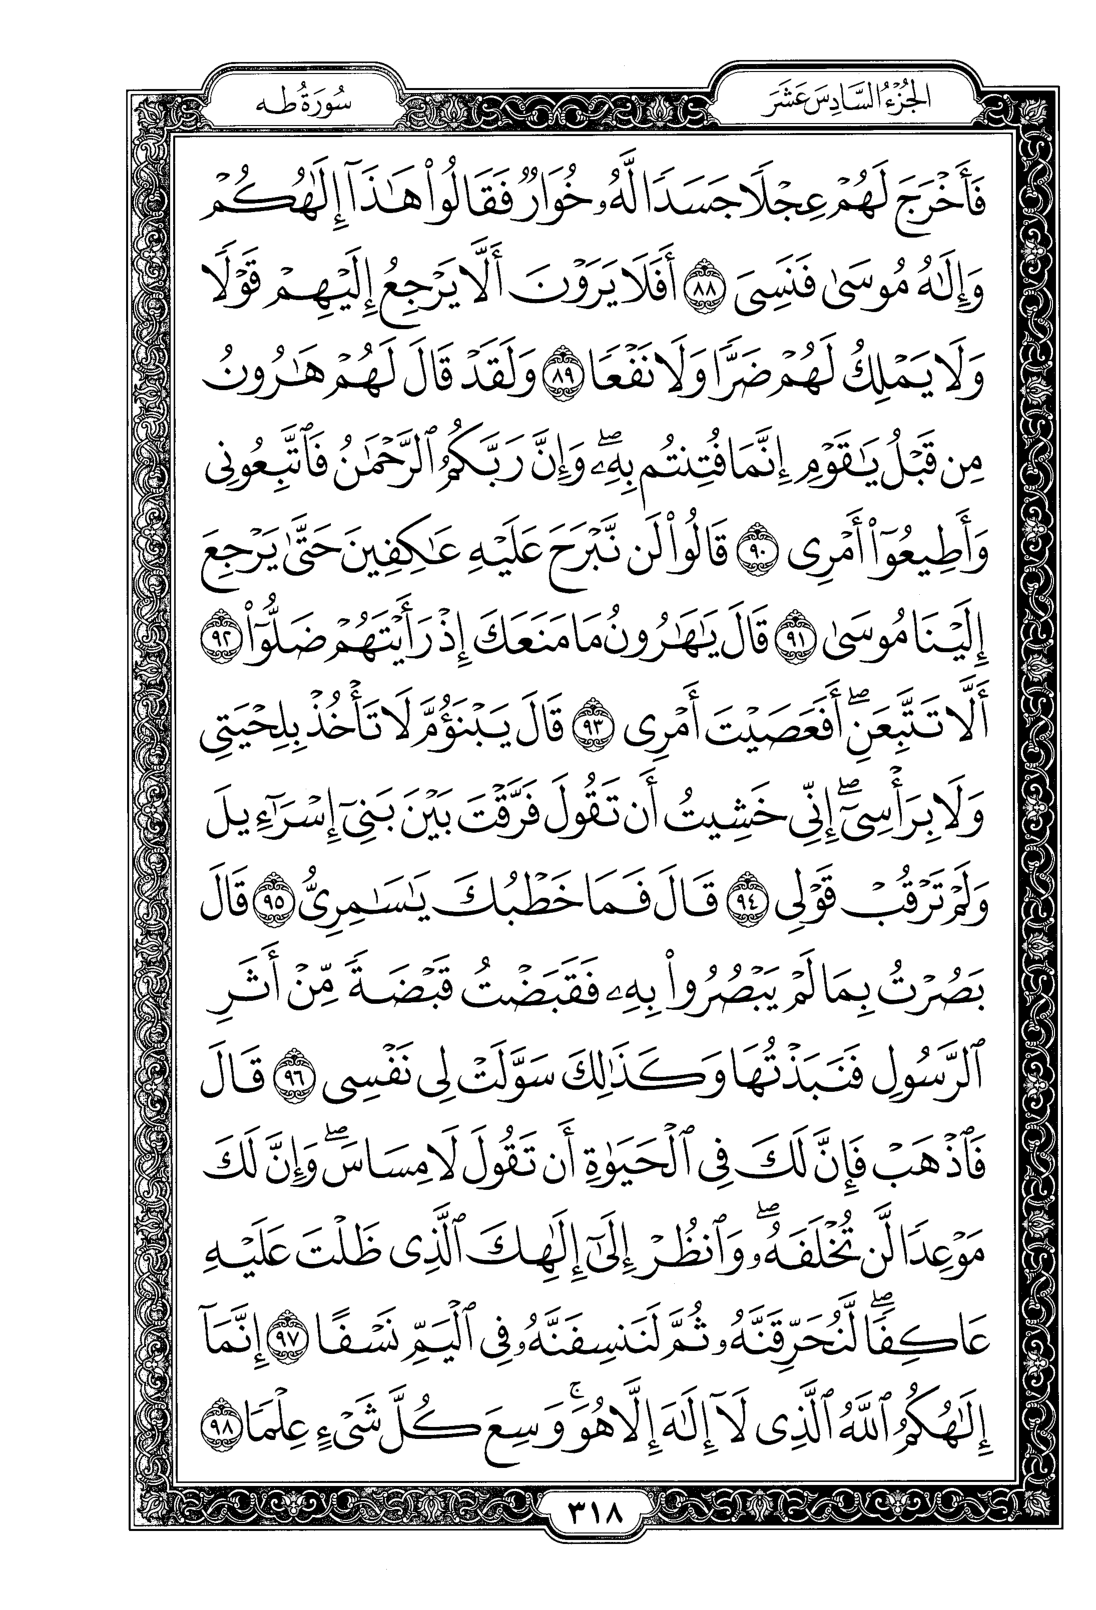 الجُزْءُ السَّادِسَ عَشَرَ
سُورَةُ طه
فَأَخْرَجَ لَهُمْ عِجْلًا جَسَدًا لَّهُۥ خُوَارٌ فَقَالُوا۟ هَـٰذَآ إِلَـٰهُكُمْ
وَإِلَـٰهُ مُوسَىٰ فَنَسِىَ ٨٨ أَفَلَا يَرَوْنَ أَلَّا يَرْجِعُ إِلَيْهِمْ قَوْلًا
وَلَا يَمْلِكُ لَهُمْ ضَرًّا وَلَا نَفْعًا ٨٩ وَلَقَدْ قَالَ لَهُمْ هَـٰرُونُ
مِن قَبْلُ يَـٰقَوْمِ إِنَّمَا فُتِنتُم بِهِۦ ۖ وَإِنَّ رَبَّكُمُ ٱلرَّحْمَـٰنُ فَٱتَّبِعُونِى
وَأَطِيعُوٓا۟ أَمْرِى ٩٠ قَالُوا۟ لَن نَّبْرَحَ عَلَيْهِ عَـٰكِفِينَ حَتَّىٰ يَرْجِعَ
إِلَيْنَا مُوسَىٰ ٩١ قَالَ يَـٰهَـٰرُونُ مَا مَنَعَكَ إِذْ رَأَيْتَهُمْ ضَلُّوٓا۟ ٩٢
أَلَّا تَتَّبِعَنِ ۖ أَفَعَصَيْتَ أَمْرِى ٩٣ قَالَ يَبْنَؤُمَّ لَا تَأْخُذْ بِلِحْيَتِى
وَلَا بِرَأْسِىٓ ۖ إِنِّى خَشِيتُ أَن تَقُولَ فَرَّقْتَ بَيْنَ بَنِىٓ إِسْرَٰٓءِيلَ
وَلَمْ تَرْقُبْ قَوْلِى ٩٤ قَالَ فَمَا خَطْبُكَ يَـٰسَـٰمِرِىُّ ٩٥ قَالَ
بَصُرْتُ بِمَا لَمْ يَبْصُرُوا۟ بِهِۦ فَقَبَضْتُ قَبْضَةً مِّنْ أَثَرِ
ٱلرَّسُولِ فَنَبَذْتُهَا وَكَذَٰلِكَ سَوَّلَتْ لِى نَفْسِى ٩٦ قَالَ
فَٱذْهَبْ فَإِنَّ لَكَ فِى ٱلْحَيَوٰةِ أَن تَقُولَ لَا مِسَاسَ ۖ وَإِنَّ لَكَ
مَوْعِدًا لَّن تُخْلَفَهُۥ ۖ وَٱنظُرْ إِلَىٰٓ إِلَـٰهِكَ ٱلَّذِى ظَلْتَ عَلَيْهِ
عَاكِفًا ۖ لَّنُحَرِّقَنَّهُۥ ثُمَّ لَنَنسِفَنَّهُۥ فِى ٱلْيَمِّ نَسْفًا ٩٧ إِنَّمَآ
إِلَـٰهُكُمُ ٱللَّهُ ٱلَّذِى لَآ إِلَـٰهَ إِلَّا هُوَ ۚ وَسِعَ كُلَّ شَىْءٍ عِلْمًا ٩٨
٣١٨